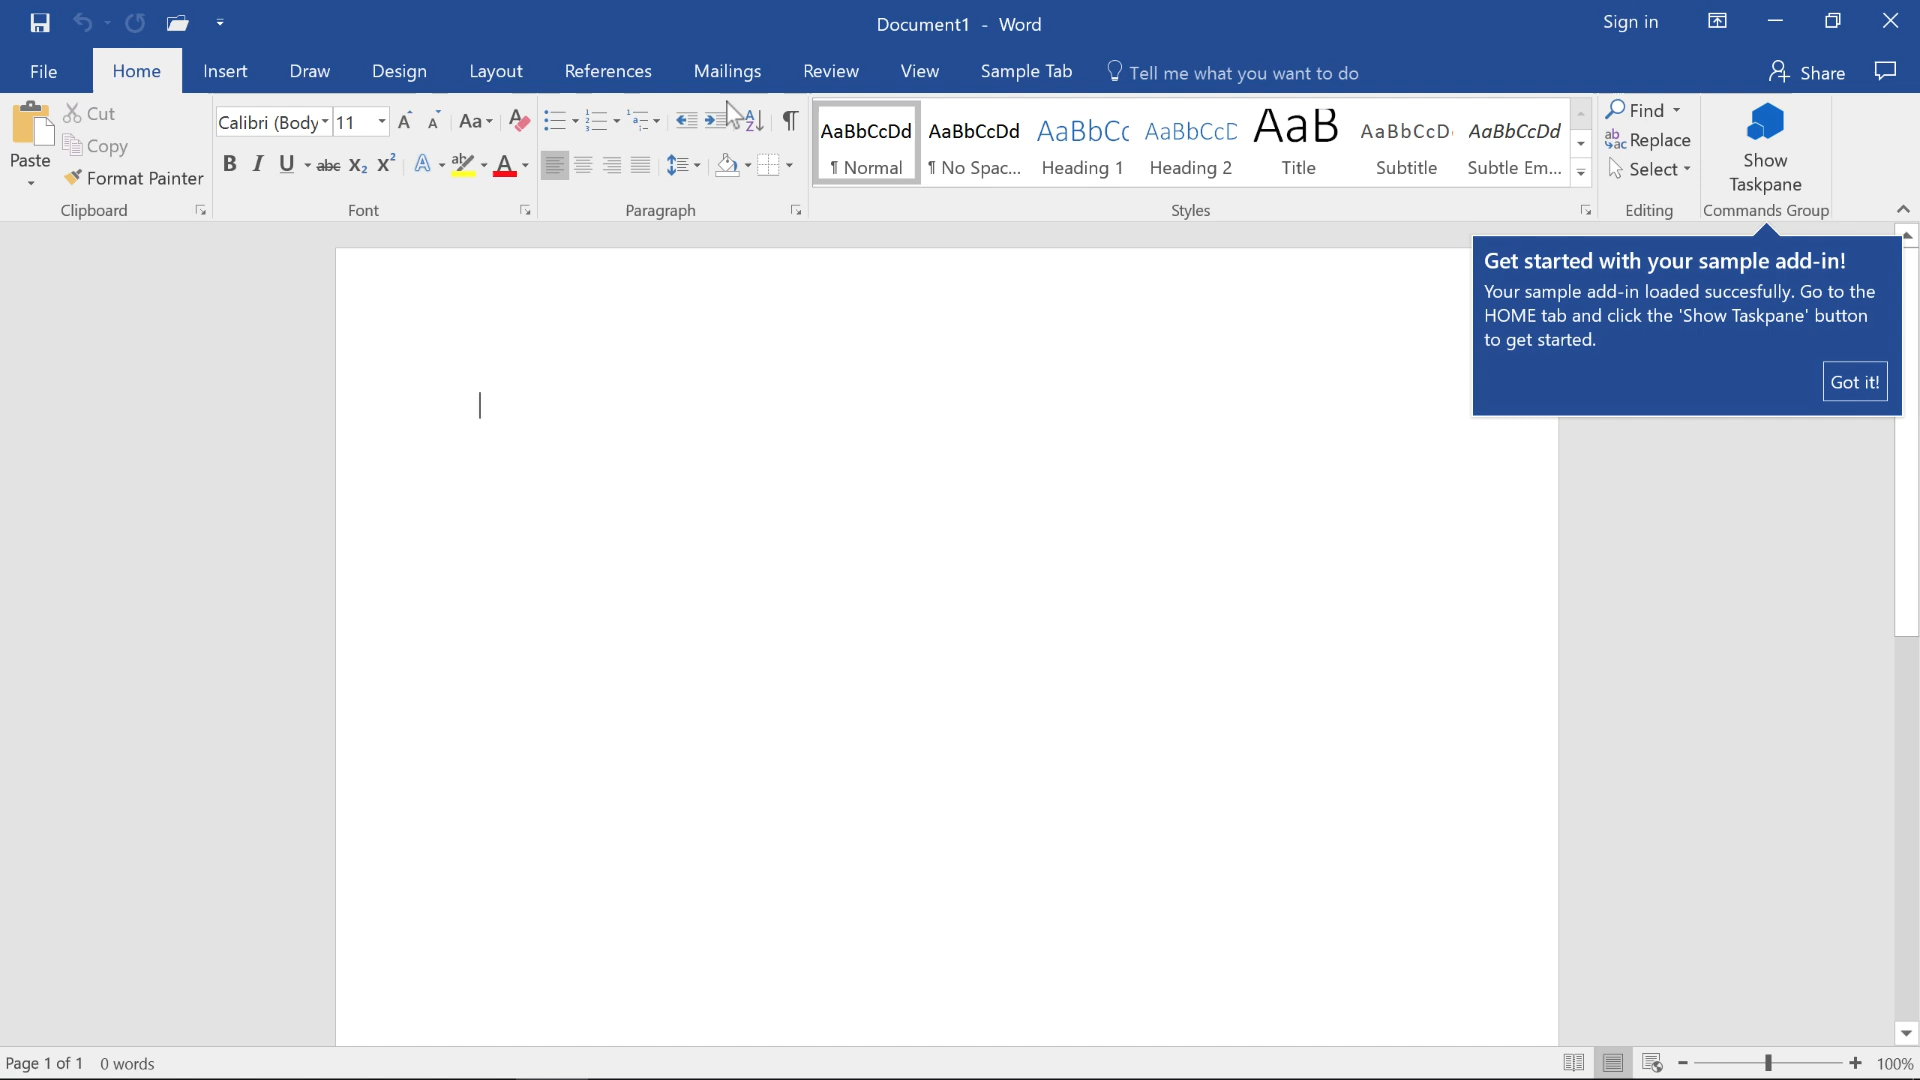 Document1 - Word
Sign in
File Home Insert Draw Design Layout References Mailings Review View Sample Tab Tell me what you want to do Share
Paste
Cut
Copy
Format Painter
Clipboard
Calibri (Body 11
Aa
B I U abc X₂ X² A ab A
Font
A
Z
¶
Paragraph
AaBbCcDd AaBbCcDd AaBbCc AaBbCcD AaB AaBbCcD AaBbCcDd
¶ Normal ¶ No Spac... Heading 1 Heading 2 Title Subtitle Subtle Em...
Styles
Find
Replace
Select
Editing
Show
Taskpane
Commands Group
Get started with your sample add-in!
Your sample add-in loaded succesfully. Go to the
HOME tab and click the 'Show Taskpane' button
to get started.
Got it!
Page 1 of 1 0 words
100%